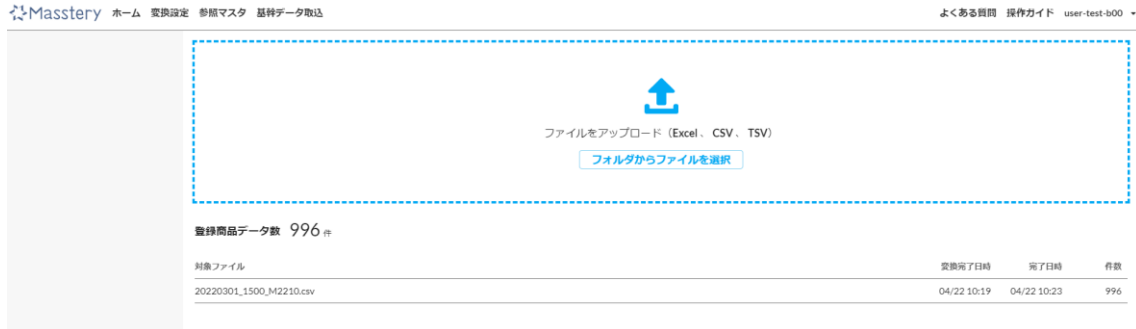 Masstery ホーム 変換設定 参照マスタ 基幹データ取込 よくある質問 操作ガイド user-test-b00
ファイルをアップロード（Excel、CSV、TSV）
フォルダからファイルを選択
登録商品データ数 996 件
対象ファイル 変換完了日時 完了日時 件数
20220301_1500_M2210.csv 04/22 10:19 04/22 10:23 996